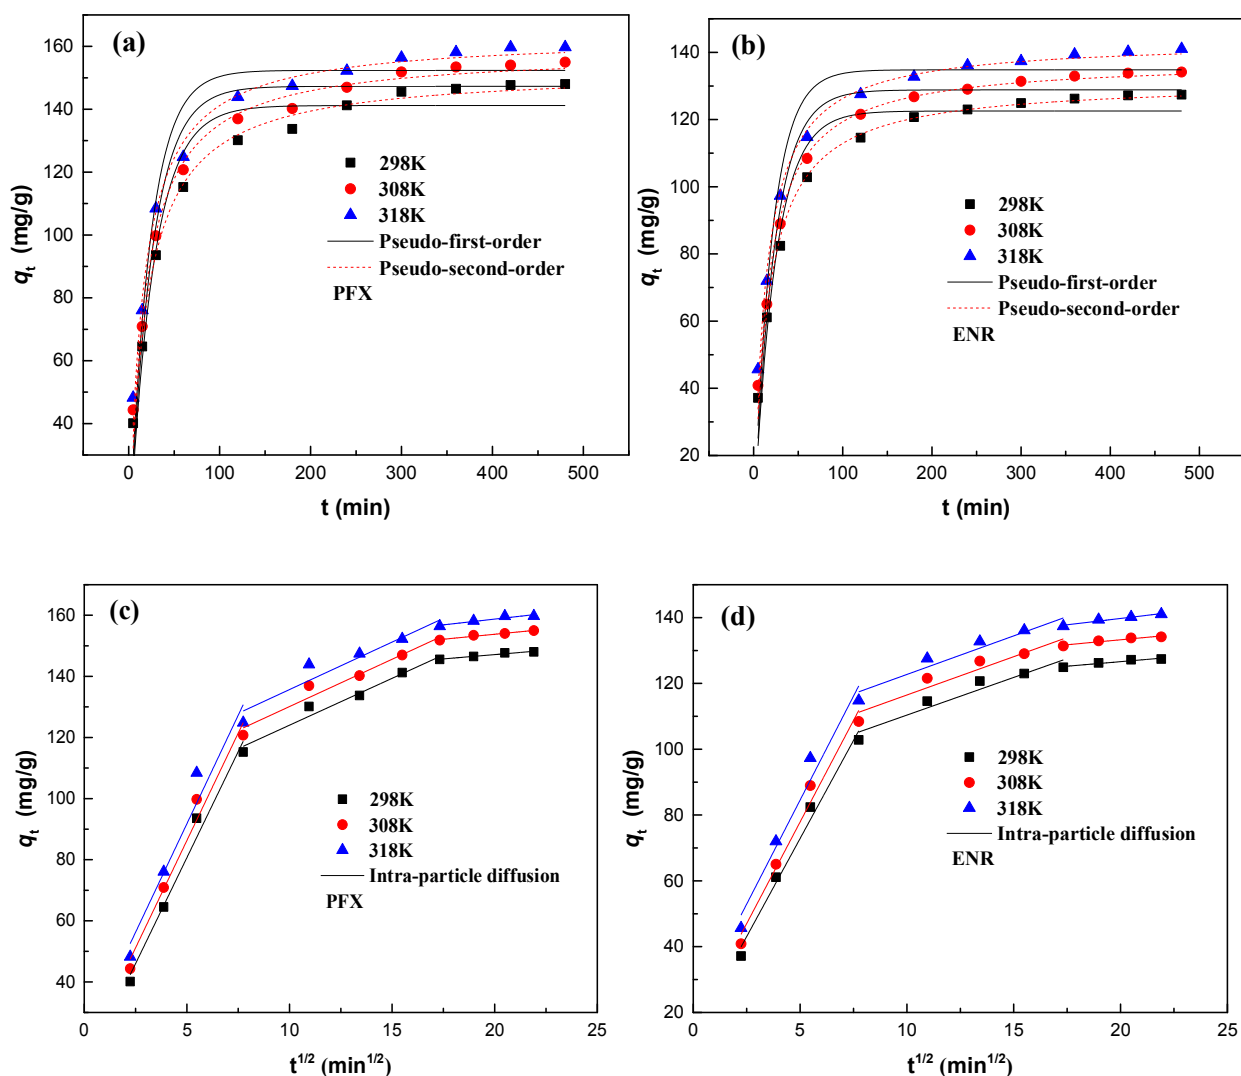 (a)
160
140
120
100
80
60
40
0
100
200
300
400
500
qt (mg/g)
t (min)
298K
308K
318K
Pseudo-first-order
Pseudo-second-order
PFX
(b)
140
120
100
80
60
40
20
0
100
200
300
400
500
qt (mg/g)
t (min)
298K
308K
318K
Pseudo-first-order
Pseudo-second-order
ENR
(c)
160
140
120
100
80
60
40
0
5
10
15
20
25
qt (mg/g)
t1/2 (min1/2)
298K
308K
318K
Intra-particle diffusion
PFX
(d)
140
120
100
80
60
40
20
0
5
10
15
20
25
qt (mg/g)
t1/2 (min1/2)
298K
308K
318K
Intra-particle diffusion
ENR